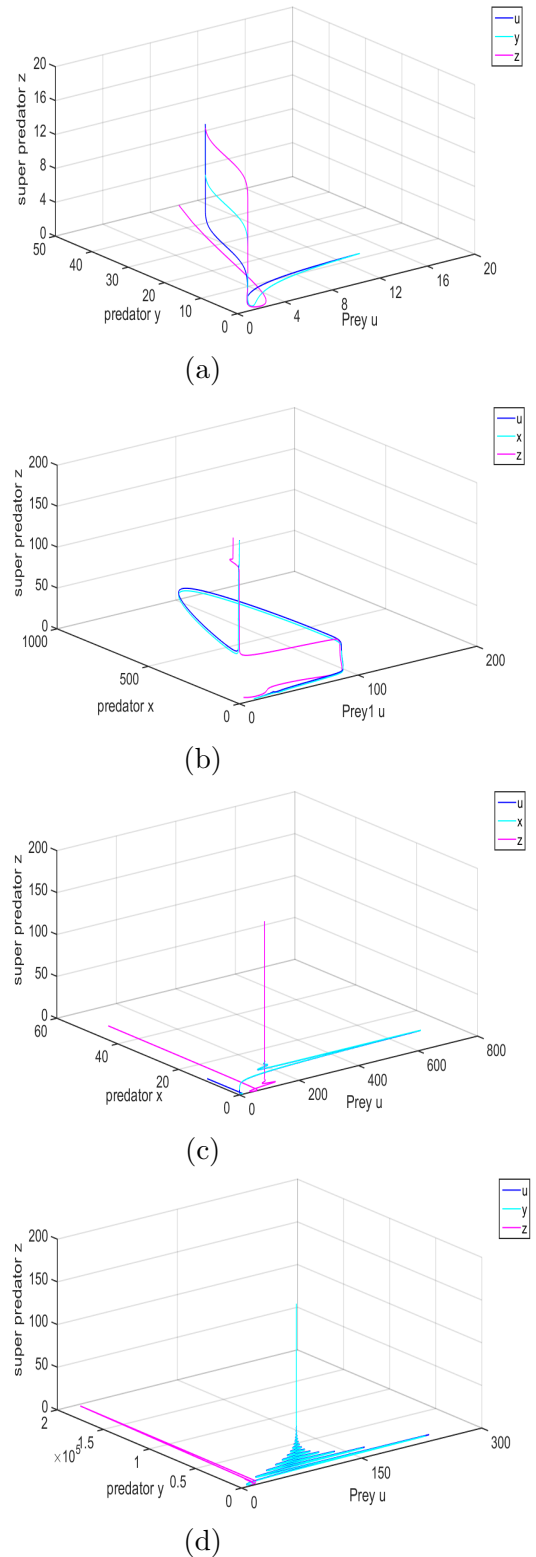 u
y
z
super predator z
20
16
12
8
4
0
50
40
30
20
10
0
predator y
0
4
8
12
16
20
Prey u
(a)
u
x
z
super predator z
200
150
100
50
0
1000
500
0
predator x
0
100
200
Prey1 u
(b)
u
x
z
super predator z
200
150
100
50
0
60
40
20
0
predator x
0
200
400
600
800
Prey u
(c)
u
y
z
super predator z
200
150
100
50
0
2
×10⁵
1.5
1
0.5
0
predator y
0
150
300
Prey u
(d)